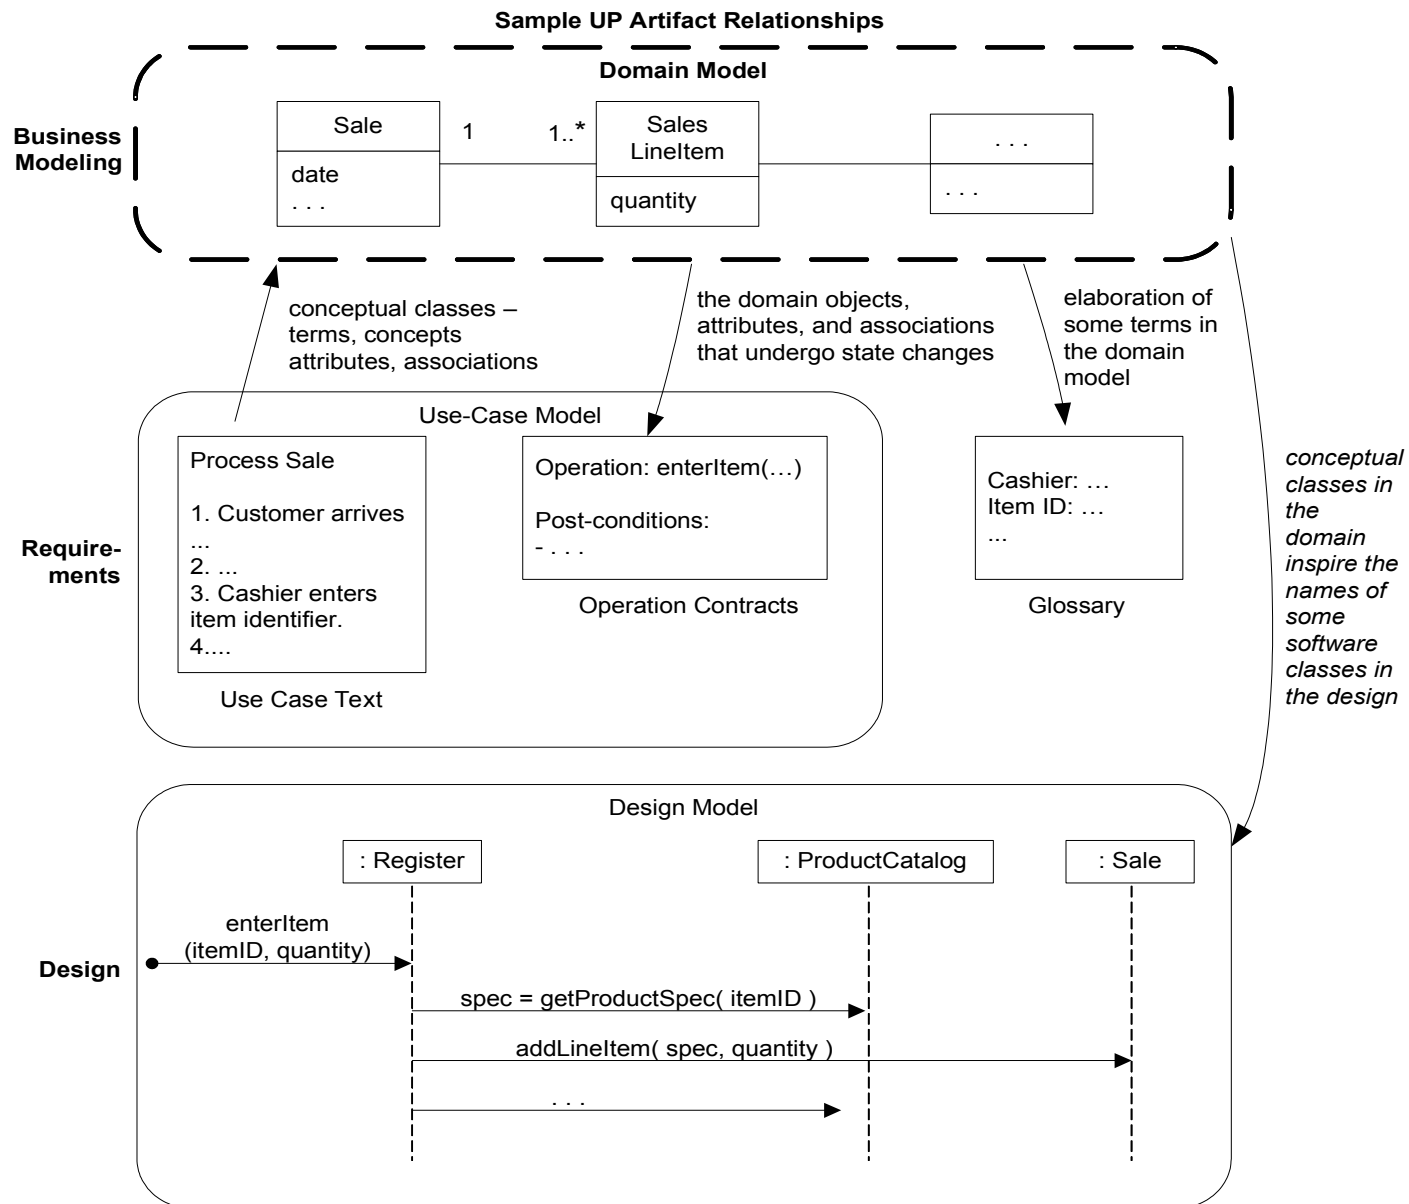 Sample UP Artifact Relationships
Domain Model
Business
Modeling
Sale
1
1..*
Sales
LineItem
. . .
date
. . .
quantity
. . .
conceptual classes –
terms, concepts
attributes, associations
the domain objects,
attributes, and associations
that undergo state changes
elaboration of
some terms in
the domain
model
conceptual
classes in
the
domain
inspire the
names of
some
software
classes in
the design
Require-
ments
Use-Case Model
Process Sale
1. Customer arrives
...
2. ...
3. Cashier enters
item identifier.
4....
Use Case Text
Operation: enterItem(…)
Post-conditions:
- . . .
Operation Contracts
Cashier: …
Item ID: …
...
Glossary
Design Model
Design
: Register
: ProductCatalog
: Sale
enterItem
(itemID, quantity)
spec = getProductSpec( itemID )
addLineItem( spec, quantity )
. . .